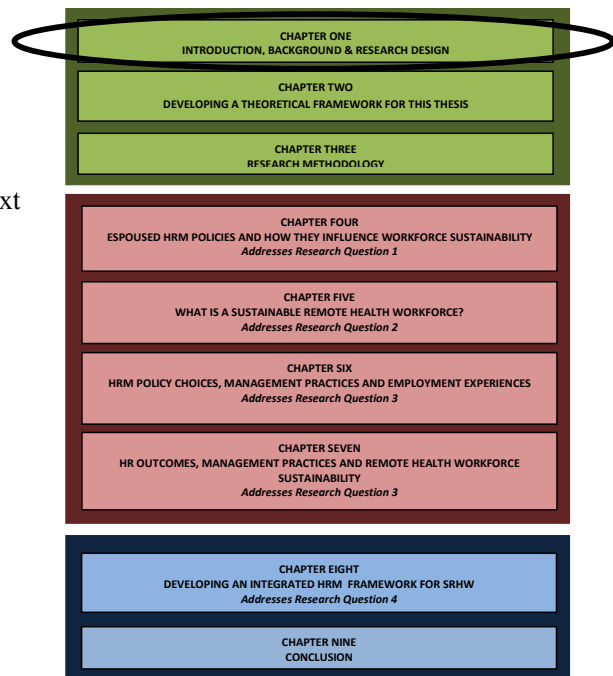 CHAPTER ONE
INTRODUCTION, BACKGROUND & RESEARCH DESIGN
CHAPTER TWO
DEVELOPING A THEORETICAL FRAMEWORK FOR THIS THESIS
CHAPTER THREE
RESEARCH METHODOLOGY
xt
CHAPTER FOUR
ESPOUSED HRM POLICIES AND HOW THEY INFLUENCE WORKFORCE SUSTAINABILITY
Addresses Research Question 1
CHAPTER FIVE
WHAT IS A SUSTAINABLE REMOTE HEALTH WORKFORCE?
Addresses Research Question 2
CHAPTER SIX
HRM POLICY CHOICES, MANAGEMENT PRACTICES AND EMPLOYMENT EXPERIENCES
Addresses Research Question 3
CHAPTER SEVEN
HR OUTCOMES, MANAGEMENT PRACTICES AND REMOTE HEALTH WORKFORCE
SUSTAINABILITY
Addresses Research Question 3
CHAPTER EIGHT
DEVELOPING AN INTEGRATED HRM FRAMEWORK FOR SRHW
Addresses Research Question 4
CHAPTER NINE
CONCLUSION